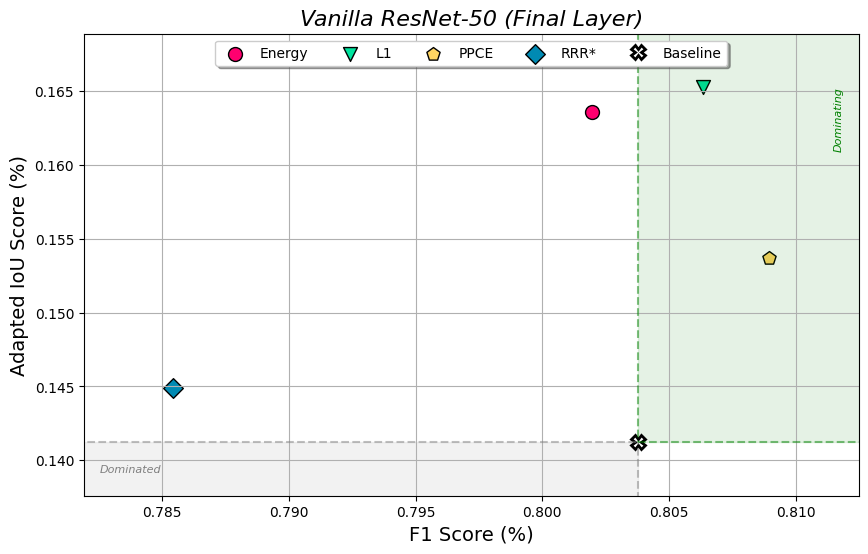 Vanilla ResNet-50 (Final Layer)
Energy L1 PPCE RRR* Baseline
Adapted IoU Score (%)
0.165
0.160
0.155
0.150
0.145
0.140
Dominating
Dominated
0.785 0.790 0.795 0.800 0.805 0.810
F1 Score (%)